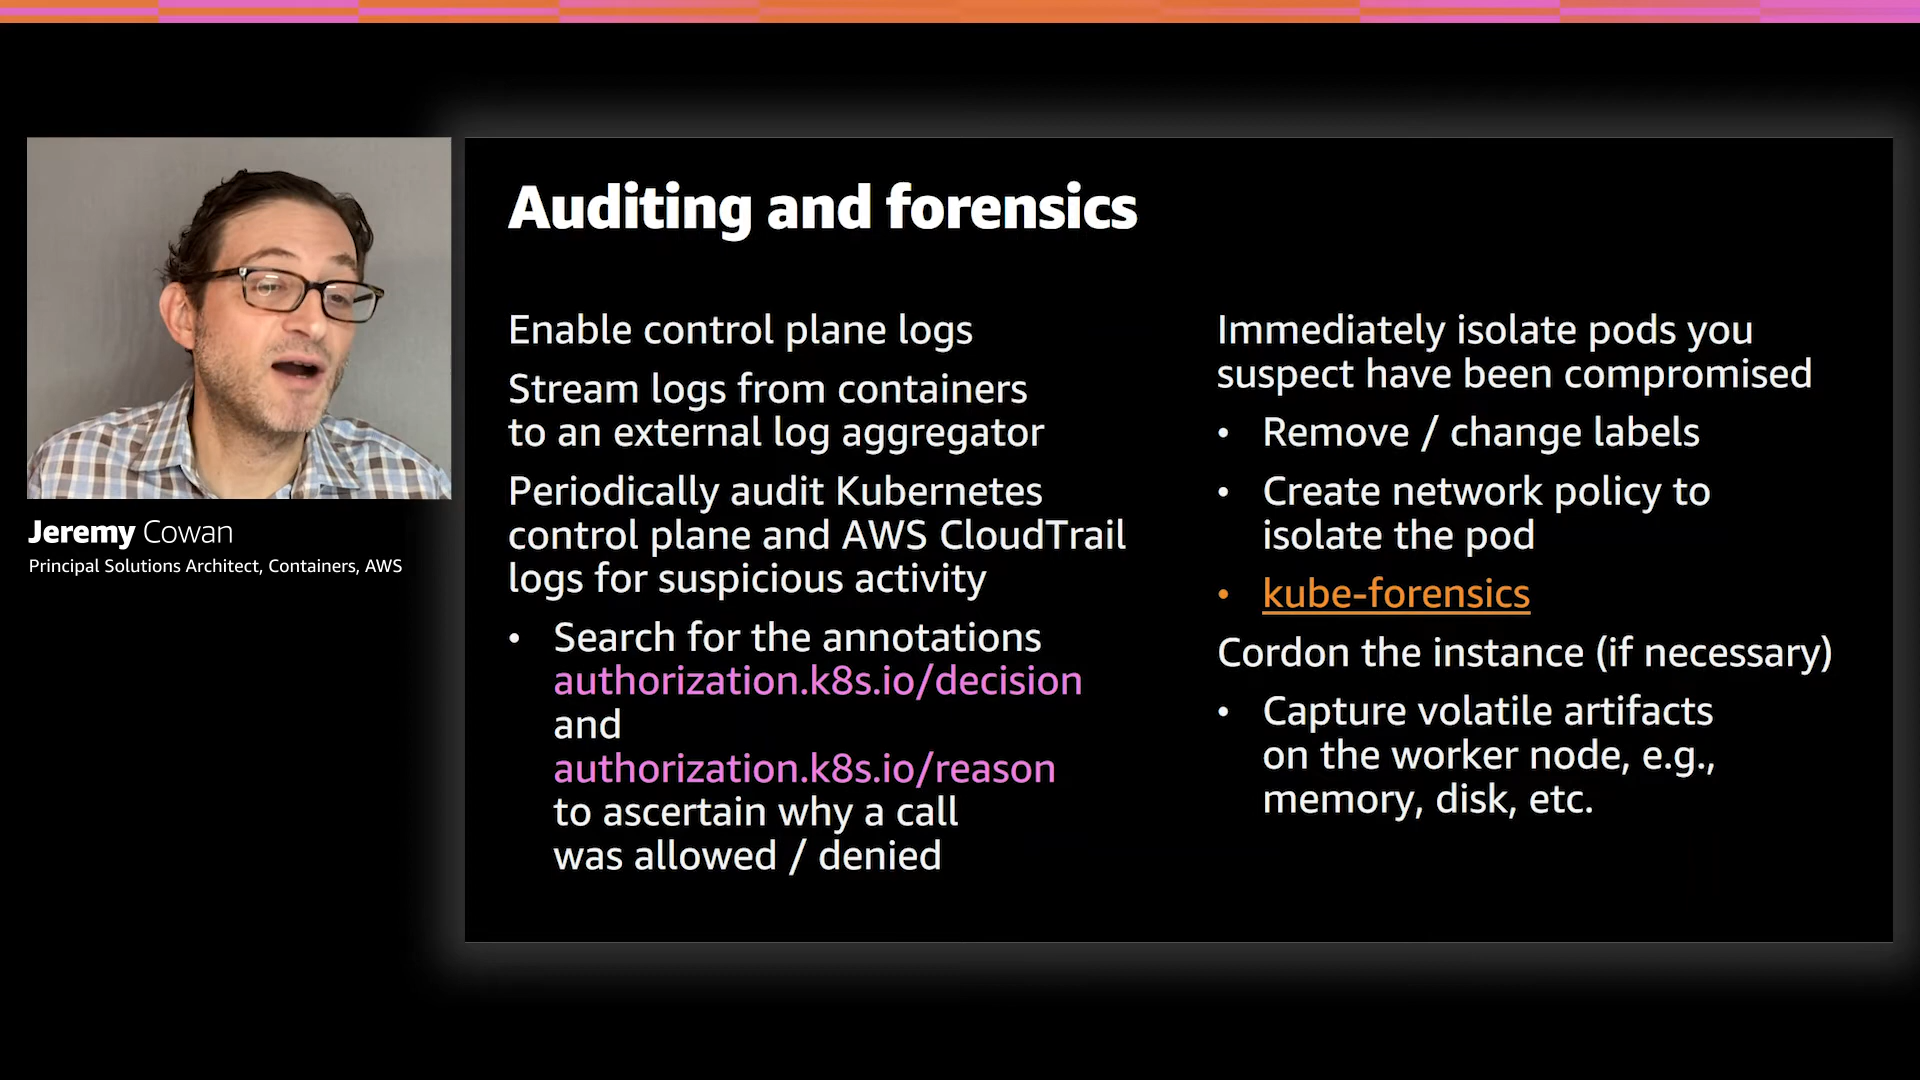 Auditing and forensics
Enable control plane logs
Stream logs from containers
to an external log aggregator
Periodically audit Kubernetes
control plane and AWS CloudTrail
logs for suspicious activity
• Search for the annotations
authorization.k8s.io/decision
and
authorization.k8s.io/reason
to ascertain why a call
was allowed / denied
Immediately isolate pods you
suspect have been compromised
• Remove / change labels
• Create network policy to
isolate the pod
• kube-forensics
Cordon the instance (if necessary)
• Capture volatile artifacts
on the worker node, e.g.,
memory, disk, etc.
Jeremy Cowan
Principal Solutions Architect, Containers, AWS